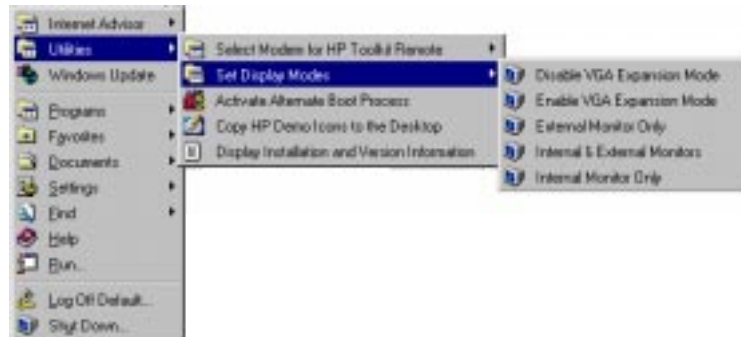 Internet Advisor
Utilities
Windows Update
Programs
Favorites
Documents
Settings
Find
Help
Run...
Log Off Default...
Shut Down...
Select Modem for HP Toolkit Remote
Set Display Modes
Activate Alternate Boot Process
Copy HP Demo Icons to the Desktop
Display Installation and Version Information
Disable VGA Expansion Mode
Enable VGA Expansion Mode
External Monitor Only
Internal & External Monitors
Internal Monitor Only